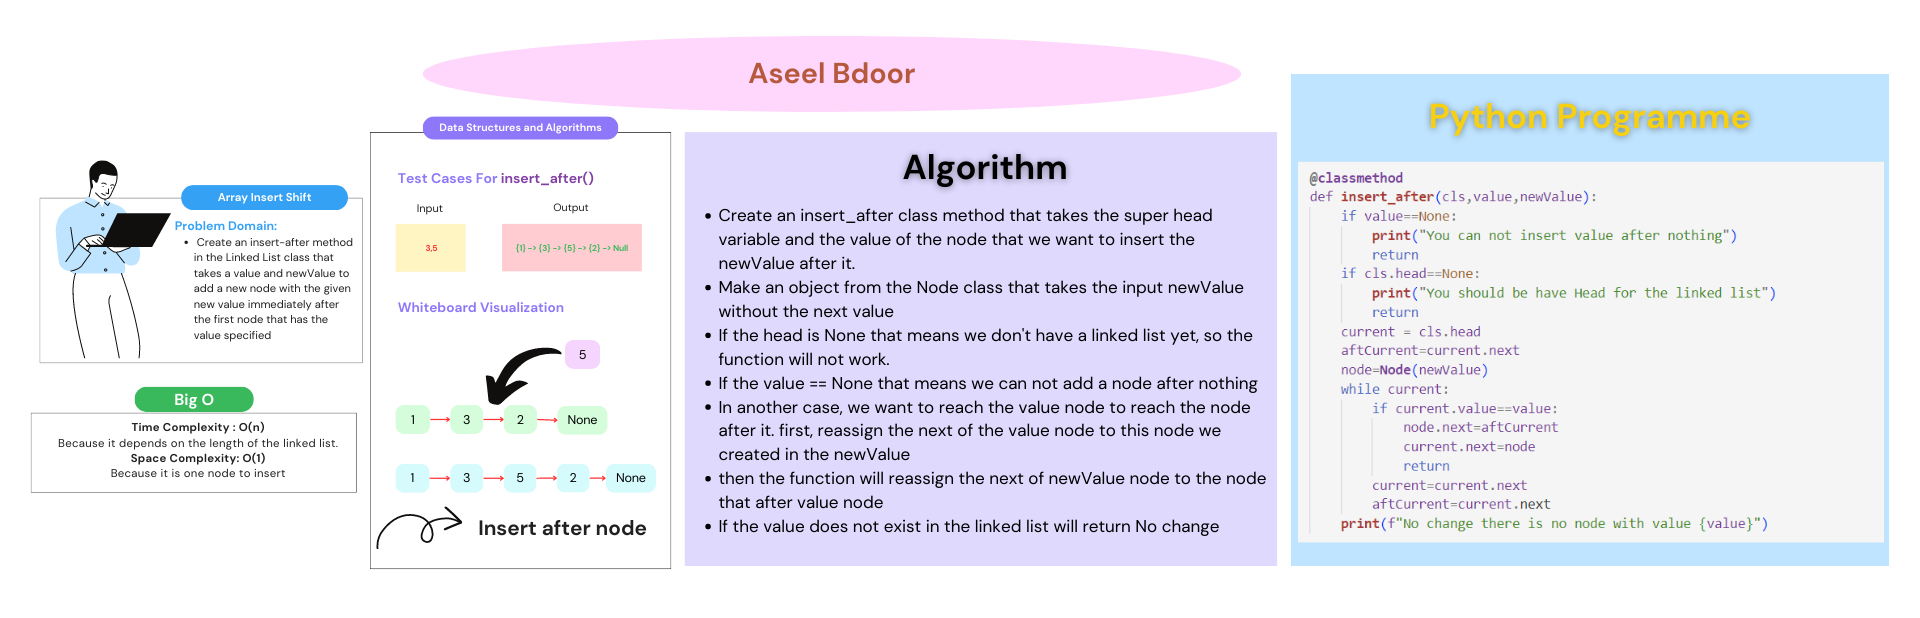 Aseel Bdoor
Array Insert Shift
Problem Domain:
• Create an insert-after method
in the Linked List class that
takes a value and newValue to
add a new node with the given
new value immediately after
the first node that has the
value specified
Big O
Time Complexity : O(n)
Because it depends on the length of the linked list.
Space Complexity: O(1)
Because it is one node to insert
Data Structures and Algorithms
Test Cases For insert_after()
Input Output
3,5 {1} -> {3} -> {5} -> {2} -> Null
Whiteboard Visualization
5
1 3 2 None
1 3 5 2 None
Insert after node
Algorithm
• Create an insert_after class method that takes the super head
variable and the value of the node that we want to insert the
newValue after it.
• Make an object from the Node class that takes the input newValue
without the next value
• If the head is None that means we don't have a linked list yet, so the
function will not work.
• If the value == None that means we can not add a node after nothing
• In another case, we want to reach the value node to reach the node
after it. first, reassign the next of the value node to this node we
created in the newValue
• then the function will reassign the next of newValue node to the node
that after value node
• If the value does not exist in the linked list will return No change
Python Programme
@classmethod
def insert_after(cls,value,newValue):
    if value==None:
        print("You can not insert value after nothing")
        return
    if cls.head==None:
        print("You should be have Head for the linked list")
        return
    current = cls.head
    aftCurrent=current.next
    node=Node(newValue)
    while current:
        if current.value==value:
            node.next=aftCurrent
            current.next=node
            return
        current=current.next
        aftCurrent=current.next
    print(f"No change there is no node with value {value}")